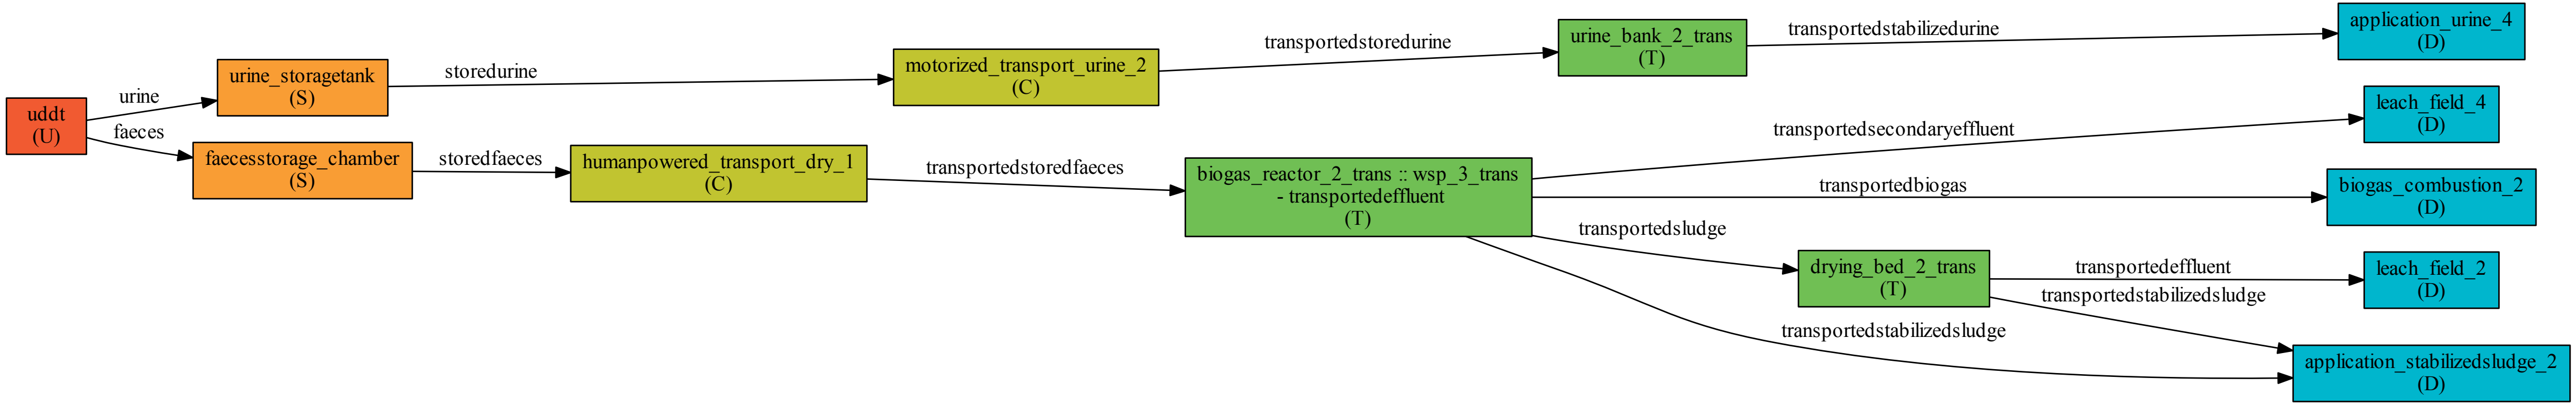 uddt
(U)
urine
faeces
urine_storagetank
(S)
faecesstorage_chamber
(S)
storedurine
storedfaeces
humanpowered_transport_dry_1
(C)
motorized_transport_urine_2
(C)
transportedstoredfaeces
transportedstoredurine
biogas_reactor_2_trans :: wsp_3_trans
- transportedeffluent
(T)
urine_bank_2_trans
(T)
transportedstabilizedurine
transportedsecondaryeffluent
transportedbiogas
transportedsludge
transportedstabilizedsludge
drying_bed_2_trans
(T)
transportedeffluent
transportedstabilizedsludge
application_urine_4
(D)
leach_field_4
(D)
biogas_combustion_2
(D)
leach_field_2
(D)
application_stabilizedsludge_2
(D)